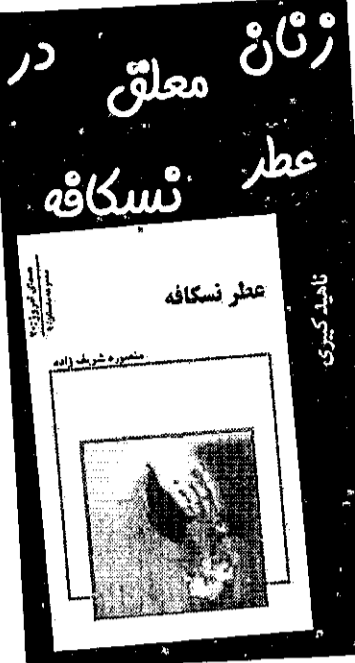 زنان
معلق در
عطر
نسکافه
ناهید کبیری
عطر نسکافه
منصوره شریف زاده